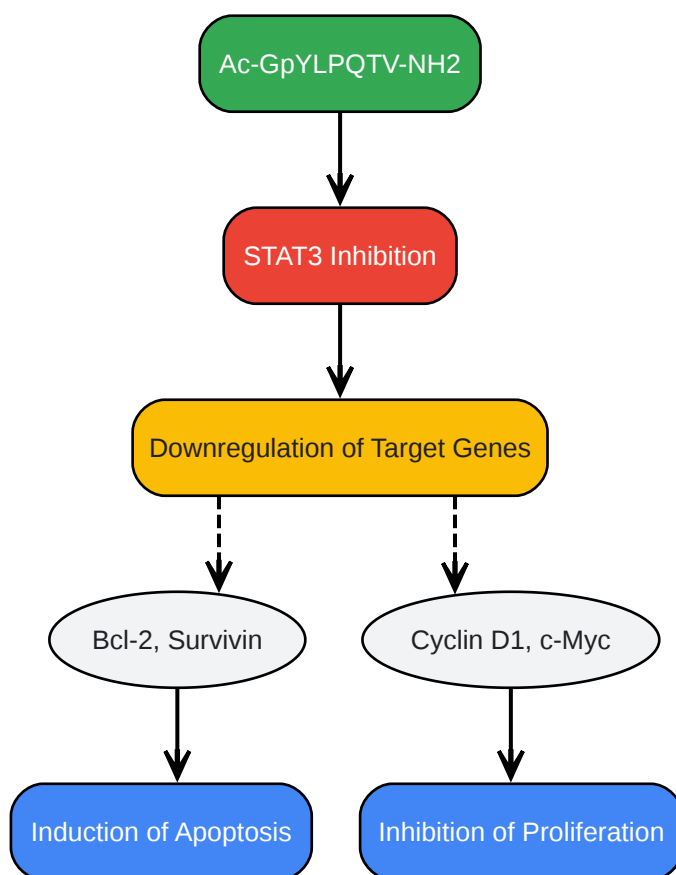 Ac-GpYLPQTV-NH2
STAT3 Inhibition
Downregulation of Target Genes
Bcl-2, Survivin
Cyclin D1, c-Myc
Induction of Apoptosis
Inhibition of Proliferation